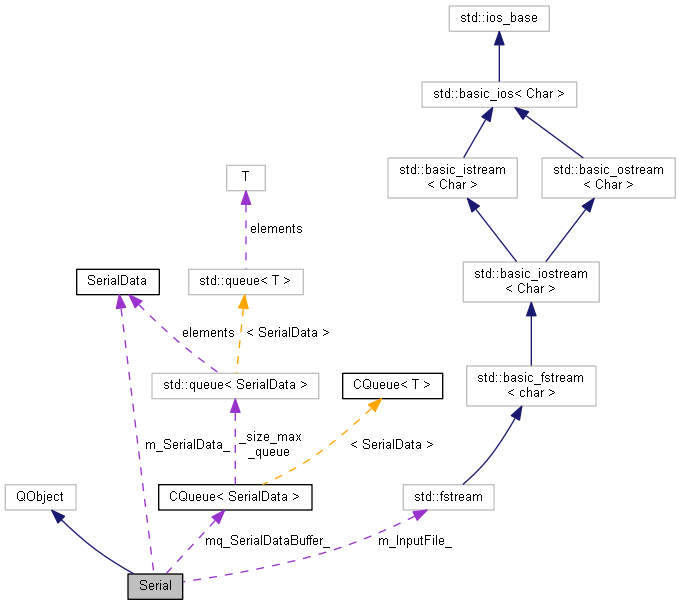 std::ios_base
std::basic_ios< Char >
std::basic_istream
< Char >
std::basic_ostream
< Char >
T
elements
SerialData
std::queue< T >
std::basic_iostream
< Char >
elements
< SerialData >
std::queue< SerialData >
CQueue< T >
std::basic_fstream
< char >
m_SerialData_
_size_max
_queue
< SerialData >
QObject
CQueue< SerialData >
std::fstream
mq_SerialDataBuffer_
m_InputFile_
Serial